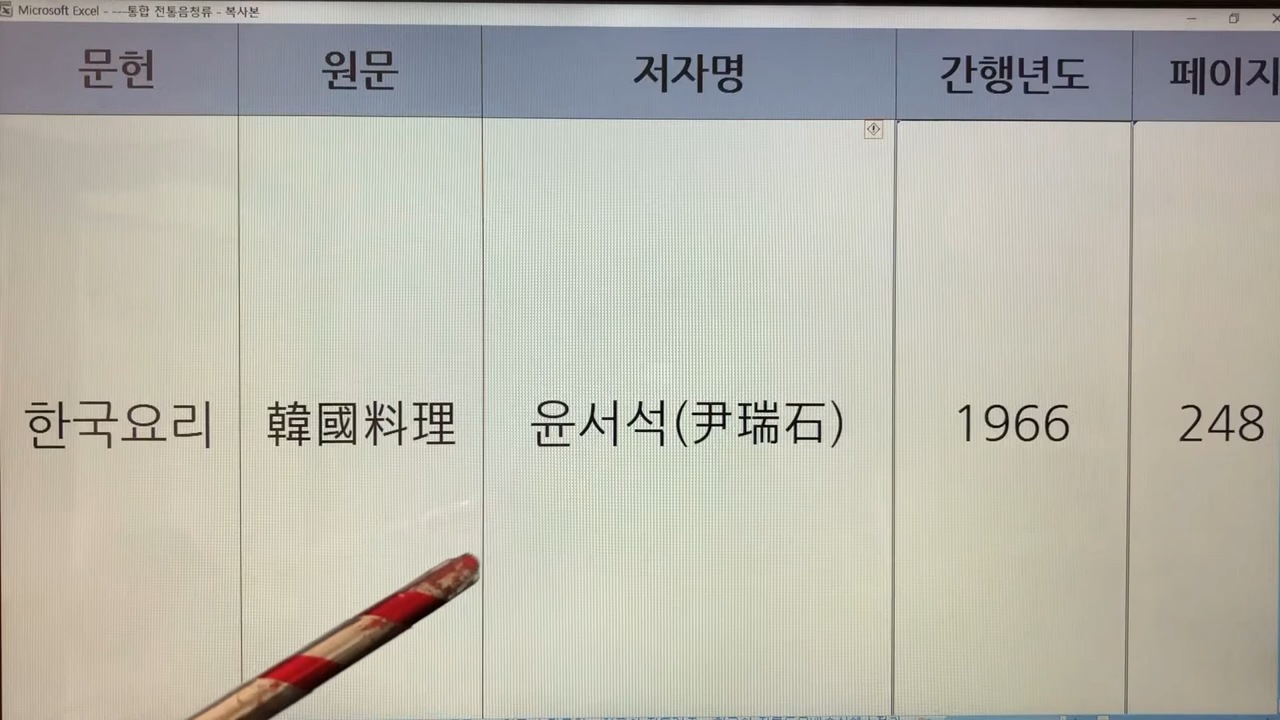 Microsoft Excel - ----통합 전통음청류 - 복사본
문헌 원문 저자명 간행년도 페이지
한국요리 韓國料理 윤서석(尹瑞石) 1966 248